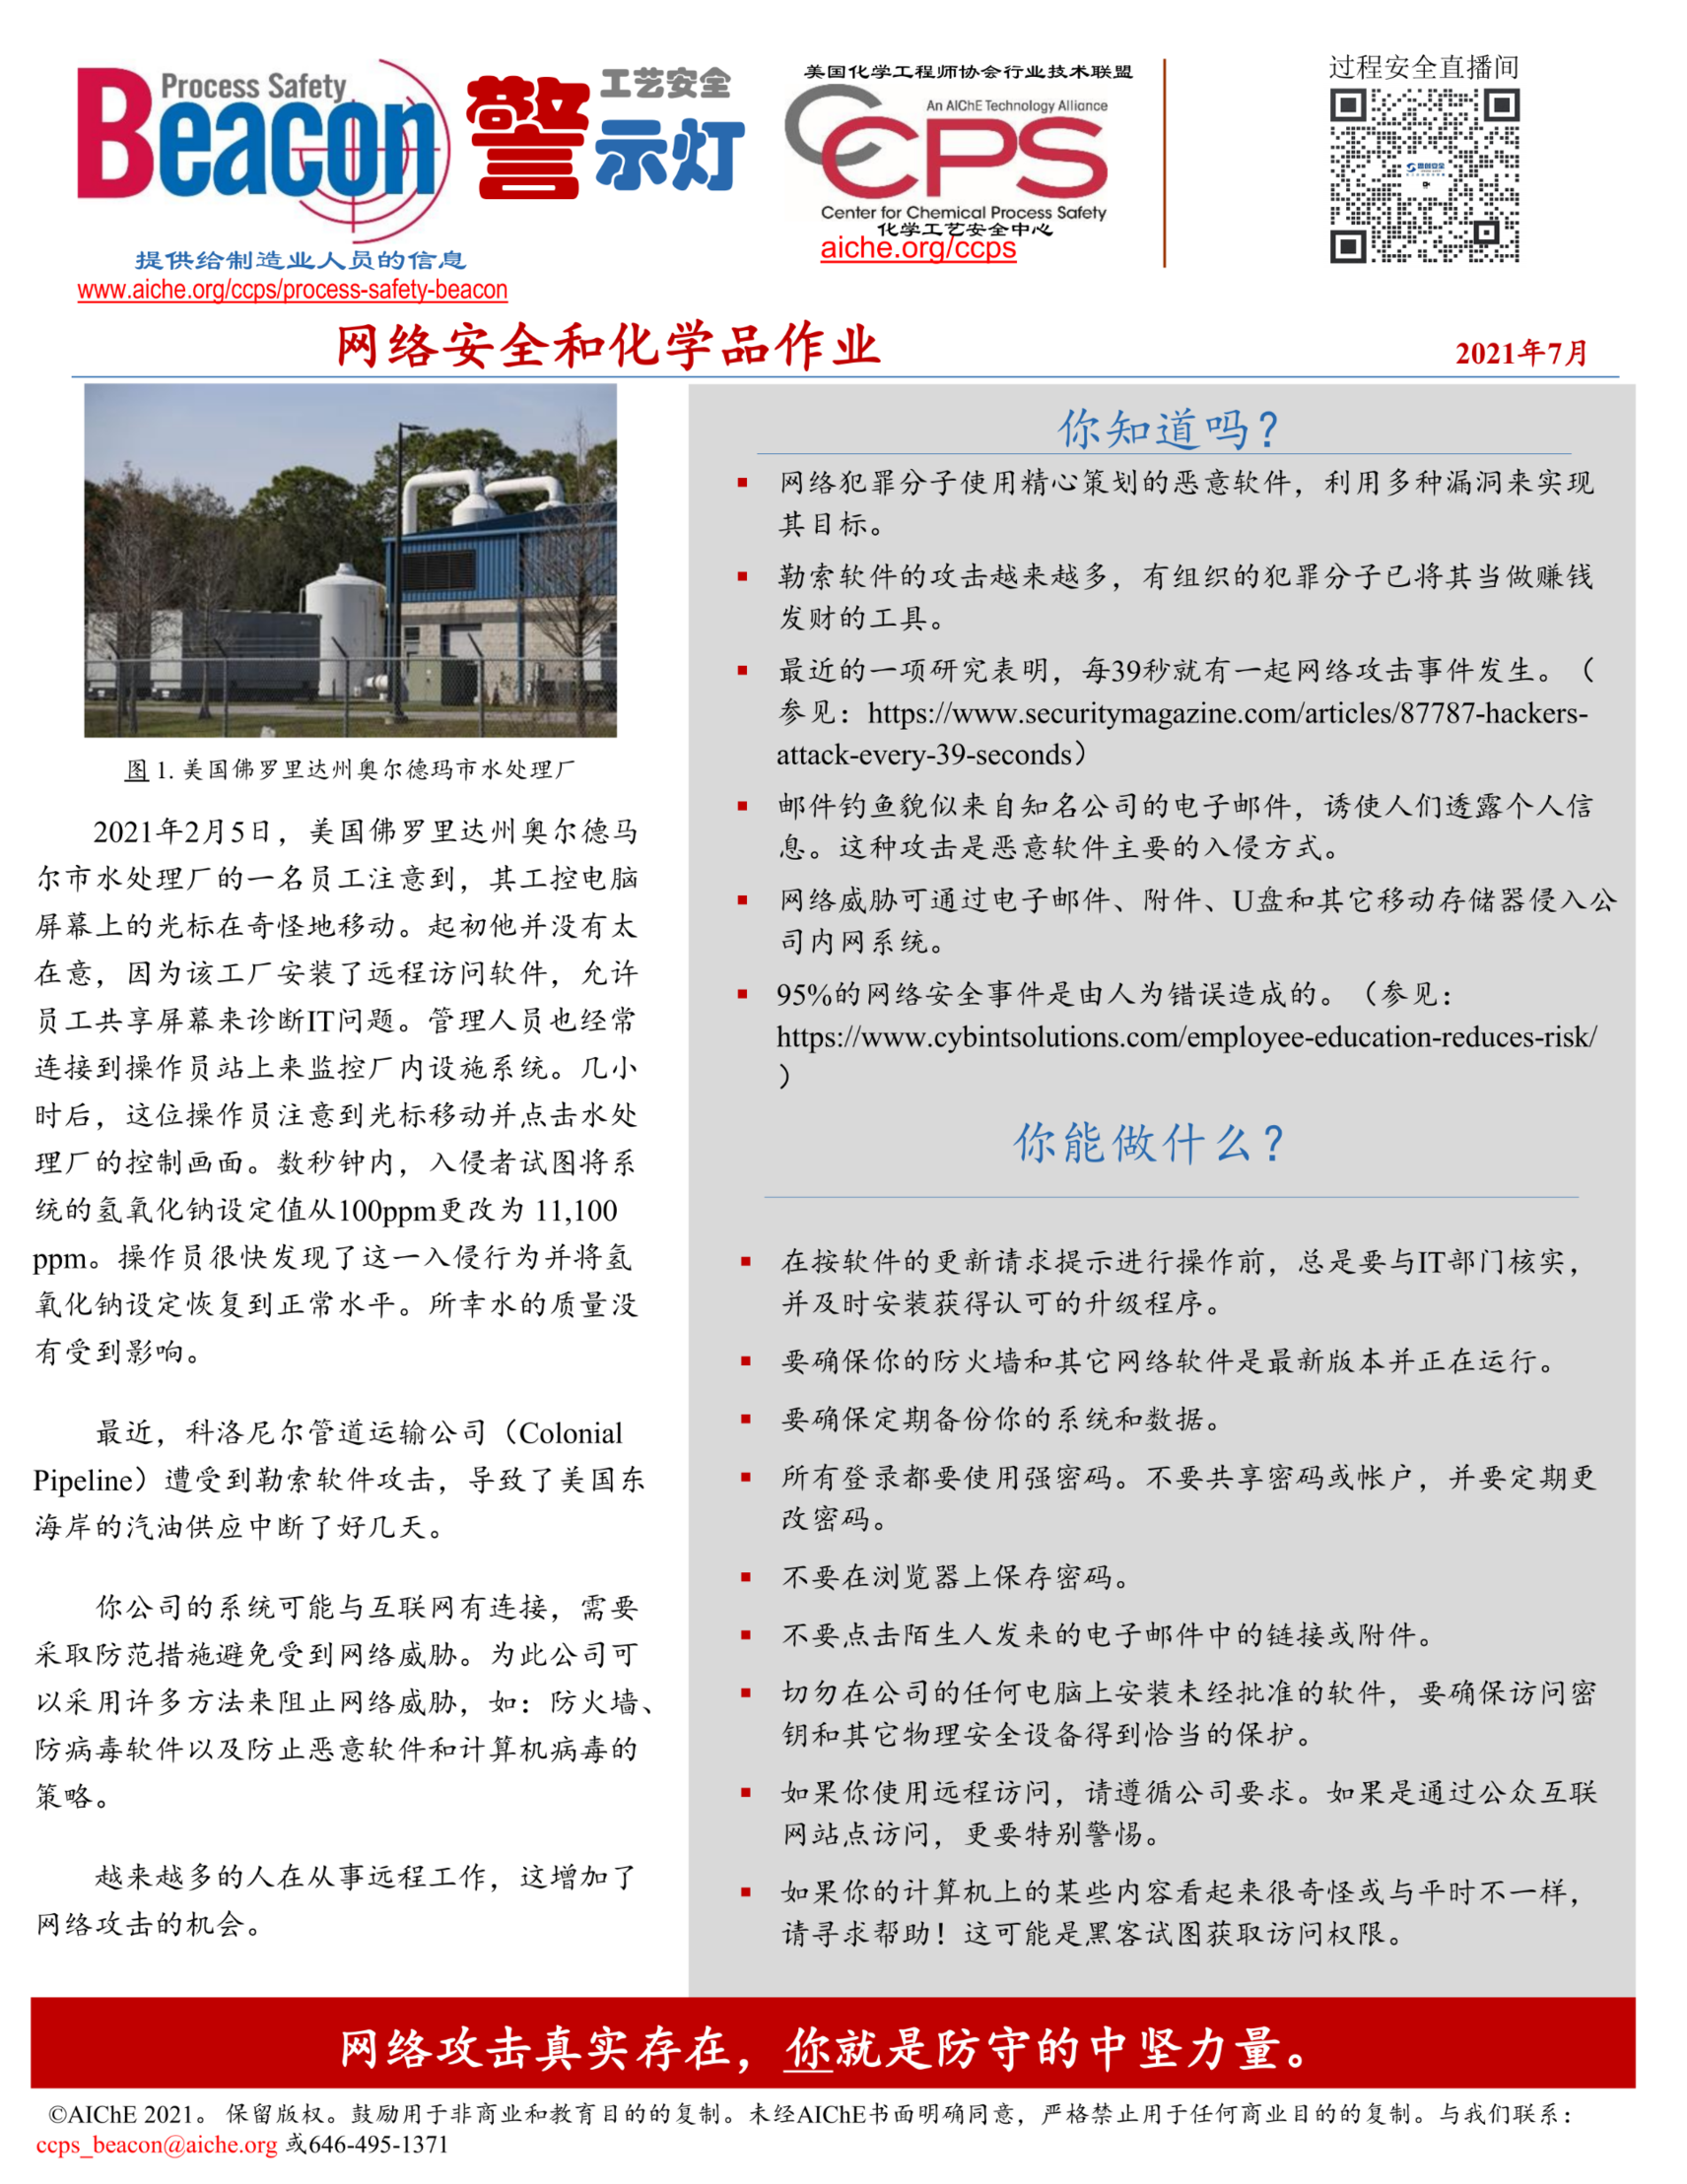 Process Safety
Beacon
工艺安全
警示灯
提供给制造业人员的信息
www.aiche.org/ccps/process-safety-beacon
美国化学工程师协会行业技术联盟
An AIChE Technology Alliance
CCPS
Center for Chemical Process Safety
化学工艺安全中心
aiche.org/ccps
过程安全直播间
网络安全和化学品作业
2021年7月
图 1. 美国佛罗里达州奥尔德玛市水处理厂
2021年2月5日，美国佛罗里达州奥尔德马
尔市水处理厂的一名员工注意到，其工控电脑
屏幕上的光标在奇怪地移动。起初他并没有太
在意，因为该工厂安装了远程访问软件，允许
员工共享屏幕来诊断IT问题。管理人员也经常
连接到操作员站上来监控厂内设施系统。几小
时后，这位操作员注意到光标移动并点击水处
理厂的控制画面。数秒钟内，入侵者试图将系
统的氢氧化钠设定值从100ppm更改为 11,100
ppm。操作员很快发现了这一入侵行为并将氢
氧化钠设定恢复到正常水平。所幸水的质量没
有受到影响。
最近，科洛尼尔管道运输公司（Colonial
Pipeline）遭受到勒索软件攻击，导致了美国东
海岸的汽油供应中断了好几天。
你公司的系统可能与互联网有连接，需要
采取防范措施避免受到网络威胁。为此公司可
以采用许多方法来阻止网络威胁，如：防火墙、
防病毒软件以及防止恶意软件和计算机病毒的
策略。
越来越多的人在从事远程工作，这增加了
网络攻击的机会。
你知道吗？
▪ 网络犯罪分子使用精心策划的恶意软件，利用多种漏洞来实现
其目标。
▪ 勒索软件的攻击越来越多，有组织的犯罪分子已将其当做赚钱
发财的工具。
▪ 最近的一项研究表明，每39秒就有一起网络攻击事件发生。（
参见：https://www.securitymagazine.com/articles/87787-hackers-
attack-every-39-seconds）
▪ 邮件钓鱼貌似来自知名公司的电子邮件，诱使人们透露个人信
息。这种攻击是恶意软件主要的入侵方式。
▪ 网络威胁可通过电子邮件、附件、U盘和其它移动存储器侵入公
司内网系统。
▪ 95%的网络安全事件是由人为错误造成的。（参见：
https://www.cybintsolutions.com/employee-education-reduces-risk/
）
你能做什么？
▪ 在按软件的更新请求提示进行操作前，总是要与IT部门核实，
并及时安装获得认可的升级程序。
▪ 要确保你的防火墙和其它网络软件是最新版本并正在运行。
▪ 要确保定期备份你的系统和数据。
▪ 所有登录都要使用强密码。不要共享密码或帐户，并要定期更
改密码。
▪ 不要在浏览器上保存密码。
▪ 不要点击陌生人发来的电子邮件中的链接或附件。
▪ 切勿在公司的任何电脑上安装未经批准的软件，要确保访问密
钥和其它物理安全设备得到恰当的保护。
▪ 如果你使用远程访问，请遵循公司要求。如果是通过公众互联
网站点访问，更要特别警惕。
▪ 如果你的计算机上的某些内容看起来很奇怪或与平时不一样，
请寻求帮助！这可能是黑客试图获取访问权限。
网络攻击真实存在，你就是防守的中坚力量。
©AIChE 2021。 保留版权。鼓励用于非商业和教育目的的复制。未经AIChE书面明确同意，严格禁止用于任何商业目的的复制。与我们联系：
ccps_beacon@aiche.org 或646-495-1371